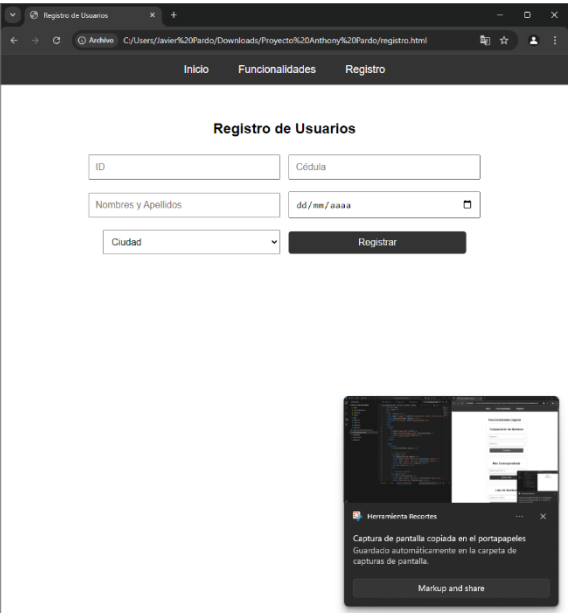 Registro de Usuarios
Archivo C:/Users/Javier%20Pardo/Downloads/Proyecto%20Anthony%20Pardo/registro.html
Inicio Funcionalidades Registro
Registro de Usuarios
ID Cédula
Nombres y Apellidos dd/mm/aaaa
Ciudad Registrar
Herramienta Recortes
Captura de pantalla copiada en el portapapeles
Guardado automáticamente en la carpeta de
capturas de pantalla.
Markup and share